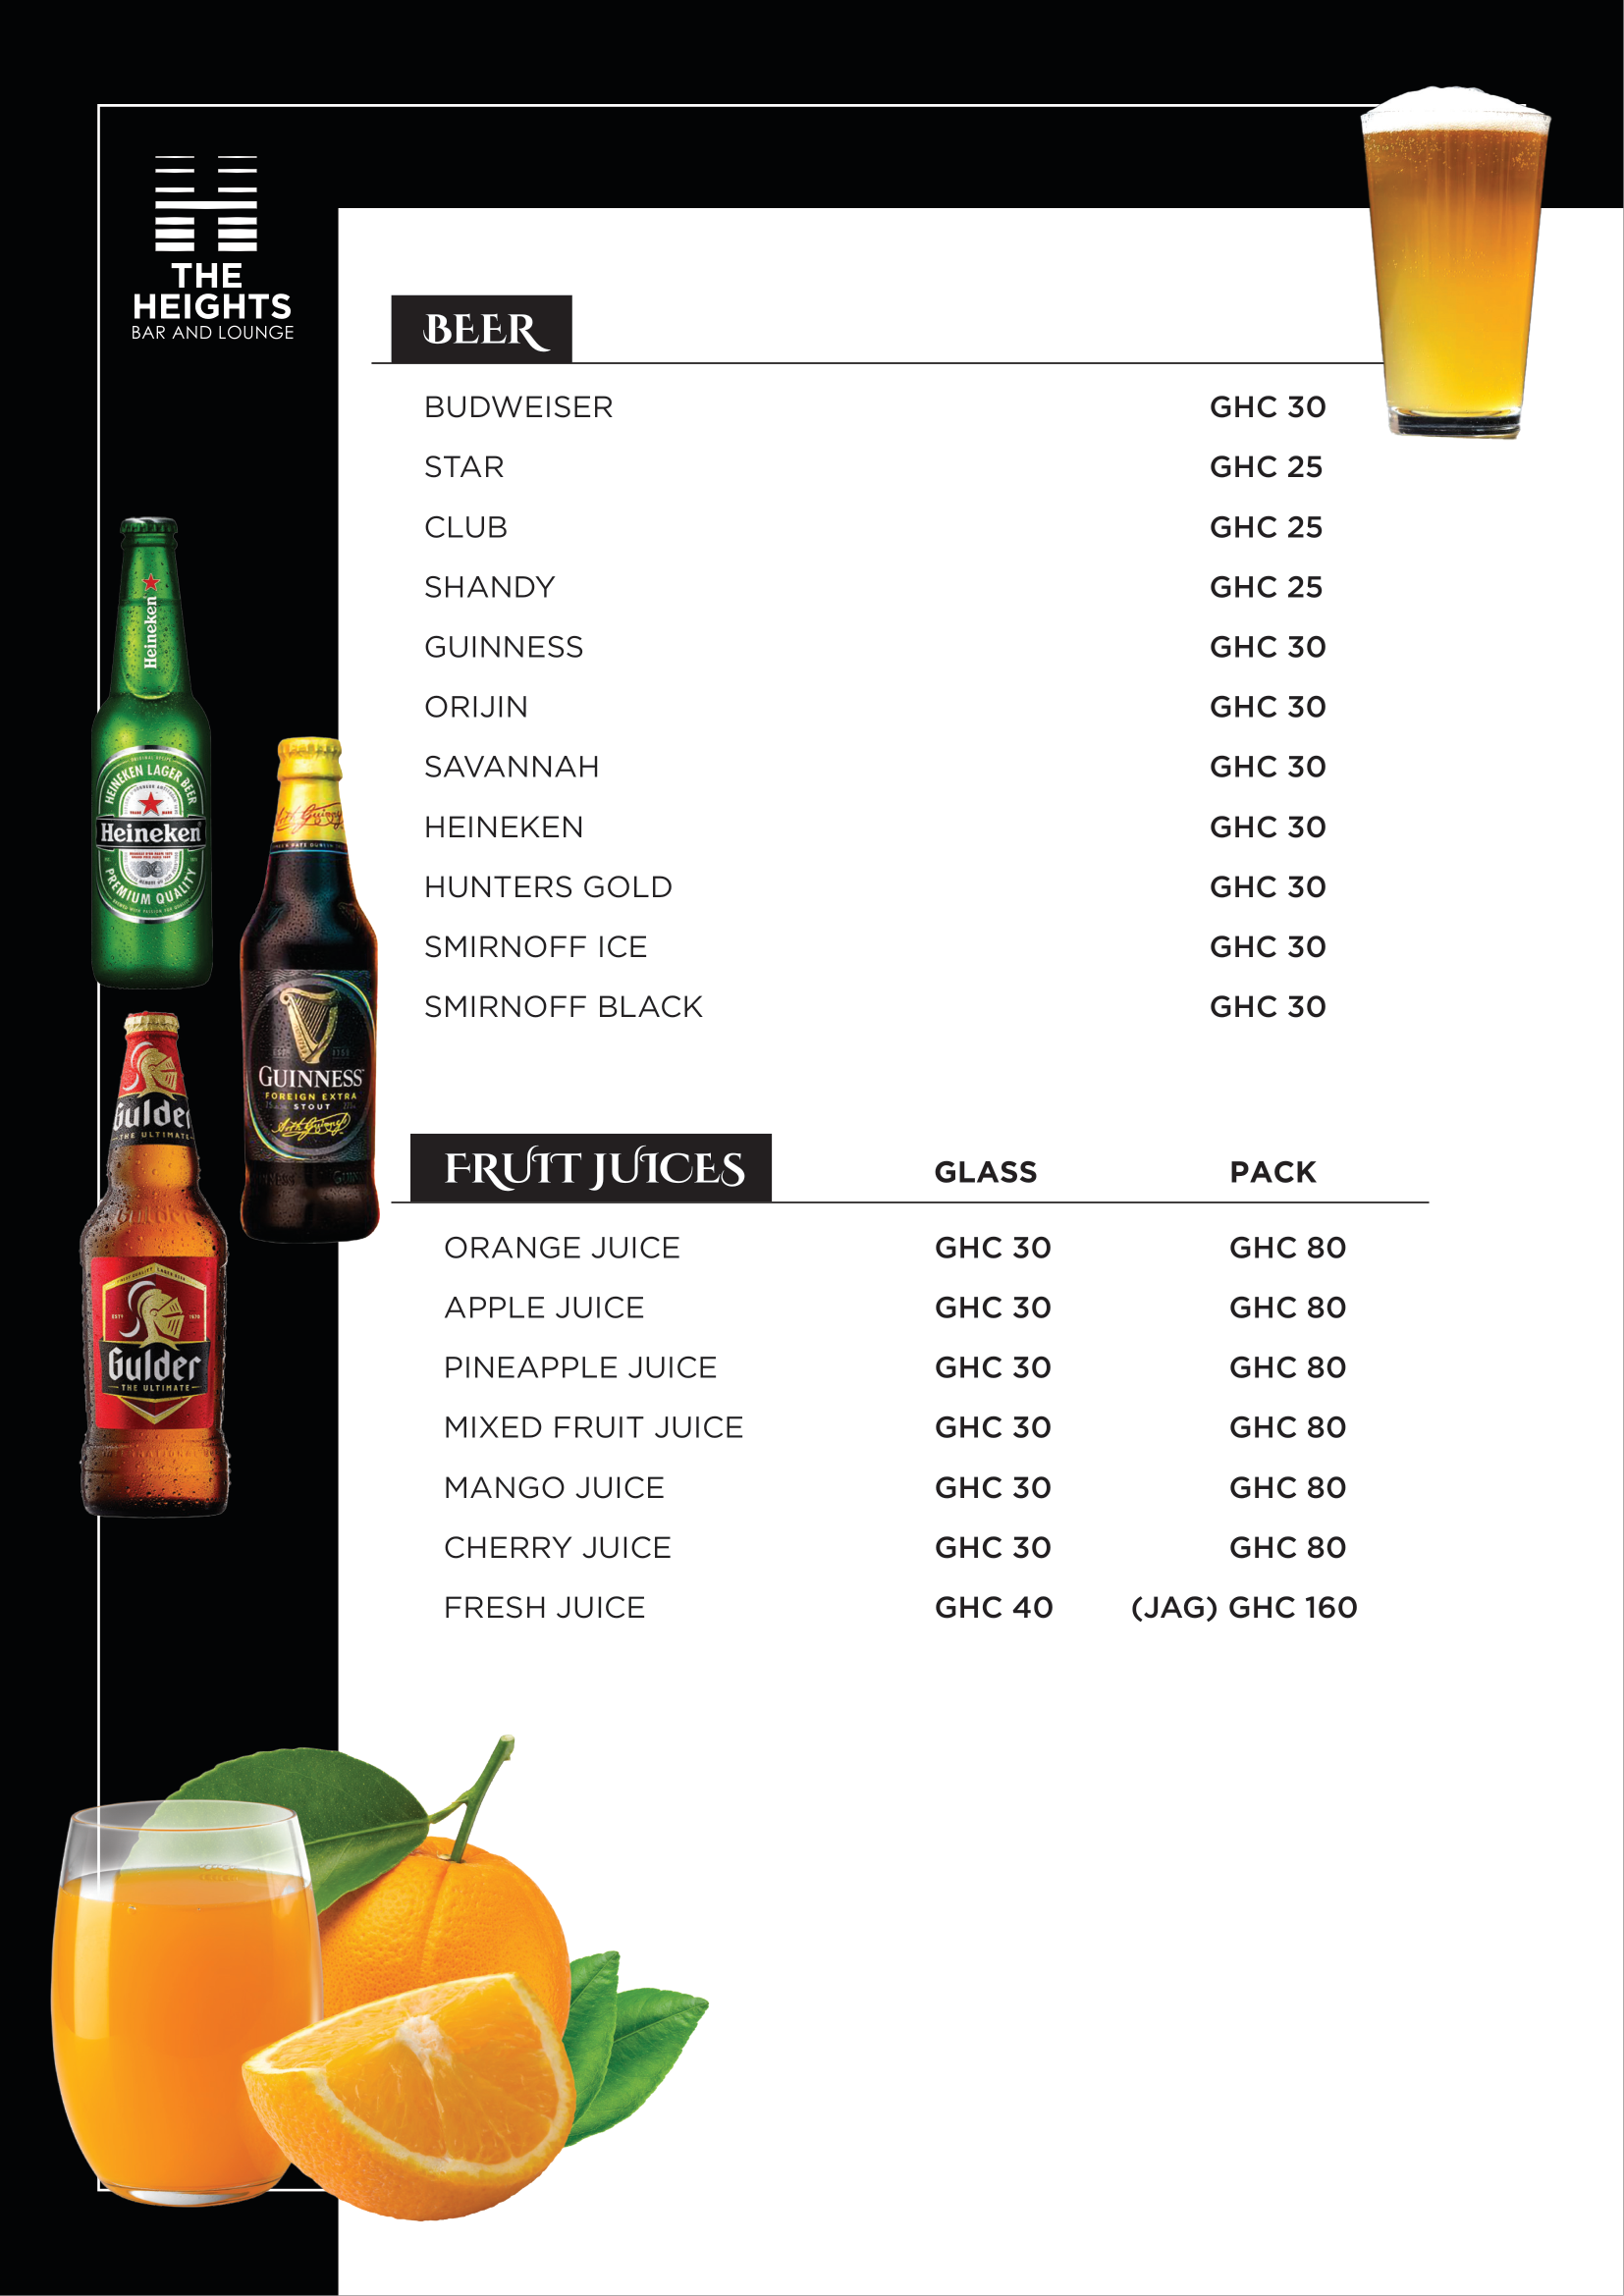 THE
HEIGHTS
BAR AND LOUNGE
BEER
BUDWEISER GHC 30
STAR GHC 25
CLUB GHC 25
SHANDY GHC 25
GUINNESS GHC 30
ORIJIN GHC 30
SAVANNAH GHC 30
HEINEKEN GHC 30
HUNTERS GOLD GHC 30
SMIRNOFF ICE GHC 30
SMIRNOFF BLACK GHC 30
FRUIT JUICES GLASS PACK
ORANGE JUICE GHC 30 GHC 80
APPLE JUICE GHC 30 GHC 80
PINEAPPLE JUICE GHC 30 GHC 80
MIXED FRUIT JUICE GHC 30 GHC 80
MANGO JUICE GHC 30 GHC 80
CHERRY JUICE GHC 30 GHC 80
FRESH JUICE GHC 40 (JAG) GHC 160
Heineken
HEINEKEN LAGER BEER
Heineken
PREMIUM QUALITY
GUINNESS
FOREIGN EXTRA
STOUT
Gulder
THE ULTIMATE
Gulder
THE ULTIMATE